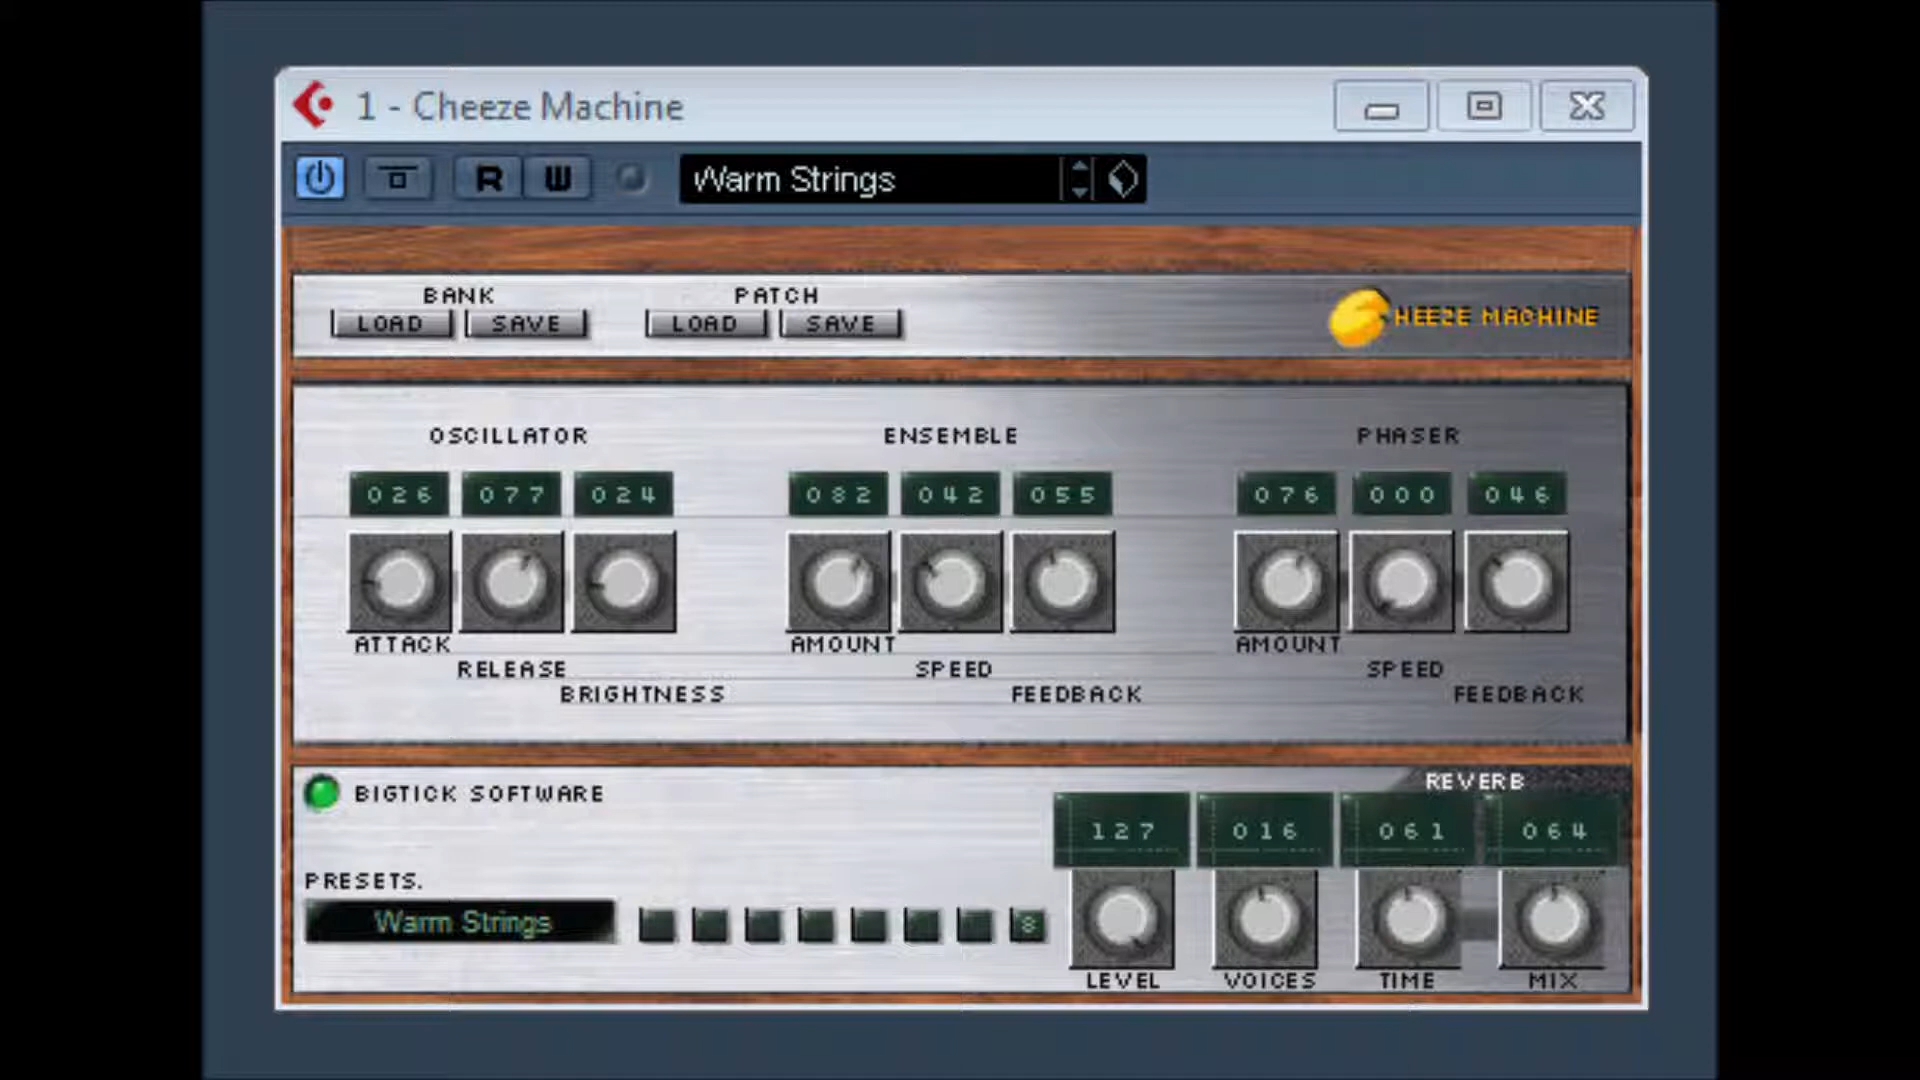 1 - Cheeze Machine
R W Warm Strings
BANK PATCH
LOAD SAVE LOAD SAVE
HEEZE MACHINE
OSCILLATOR ENSEMBLE PHASER
026 077 024 082 042 055 076 000 046
ATTACK AMOUNT AMOUNT
RELEASE SPEED SPEED
BRIGHTNESS FEEDBACK FEEDBACK
REVERB
BIGTICK SOFTWARE
127 016 061 064
PRESETS.
Warm Strings 8
LEVEL VOICES TIME MIX